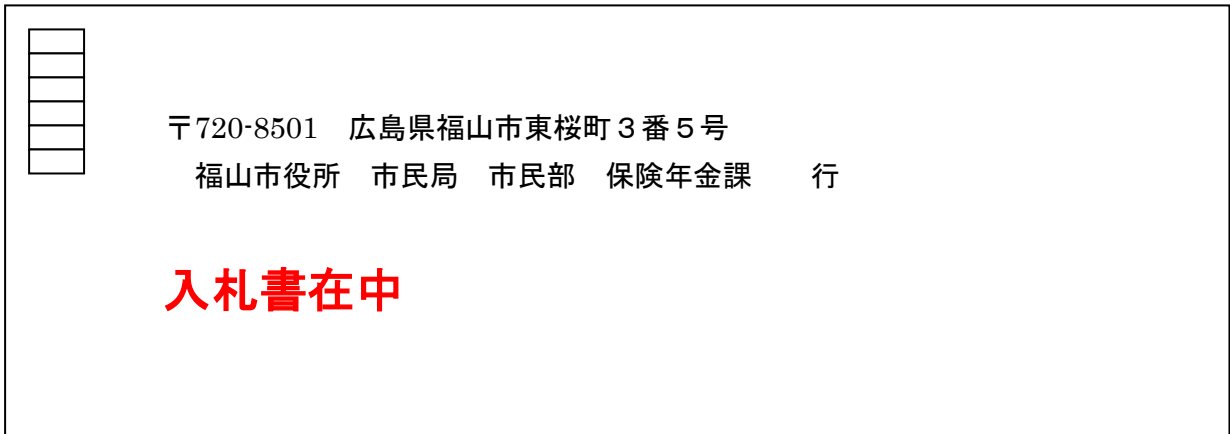 〒720-8501　広島県福山市東桜町３番５号
福山市役所　市民局　市民部　保険年金課　　行
入札書在中